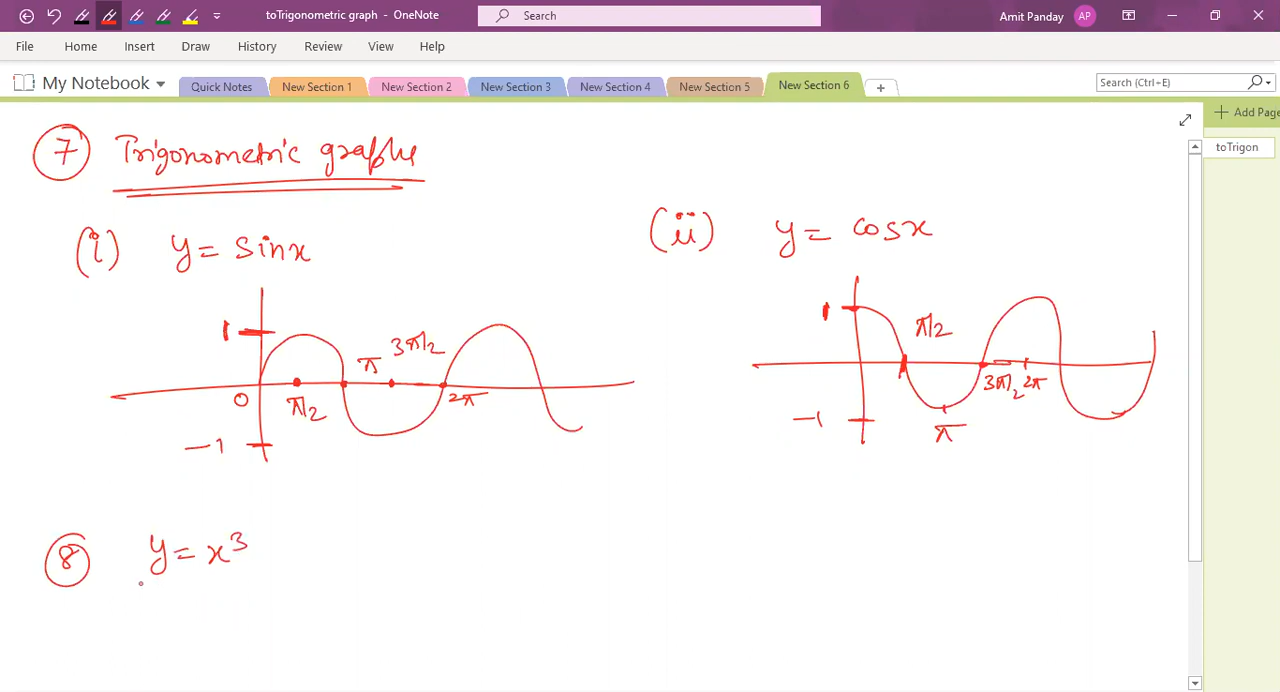 toTrigonometric graph - OneNote
Search
Amit Panday AP
File Home Insert Draw History Review View Help
My Notebook
Quick Notes New Section 1 New Section 2 New Section 3 New Section 4 New Section 5 New Section 6 +
Search (Ctrl+E)
+ Add Page
toTrigon
7 Trigonometric graphs
(i) y = sinx
1
π
3π/2
0
π/2
2π
-1
(ii) y = cosx
1
π/2
3π/2
2π
-1
π
8 y = x³